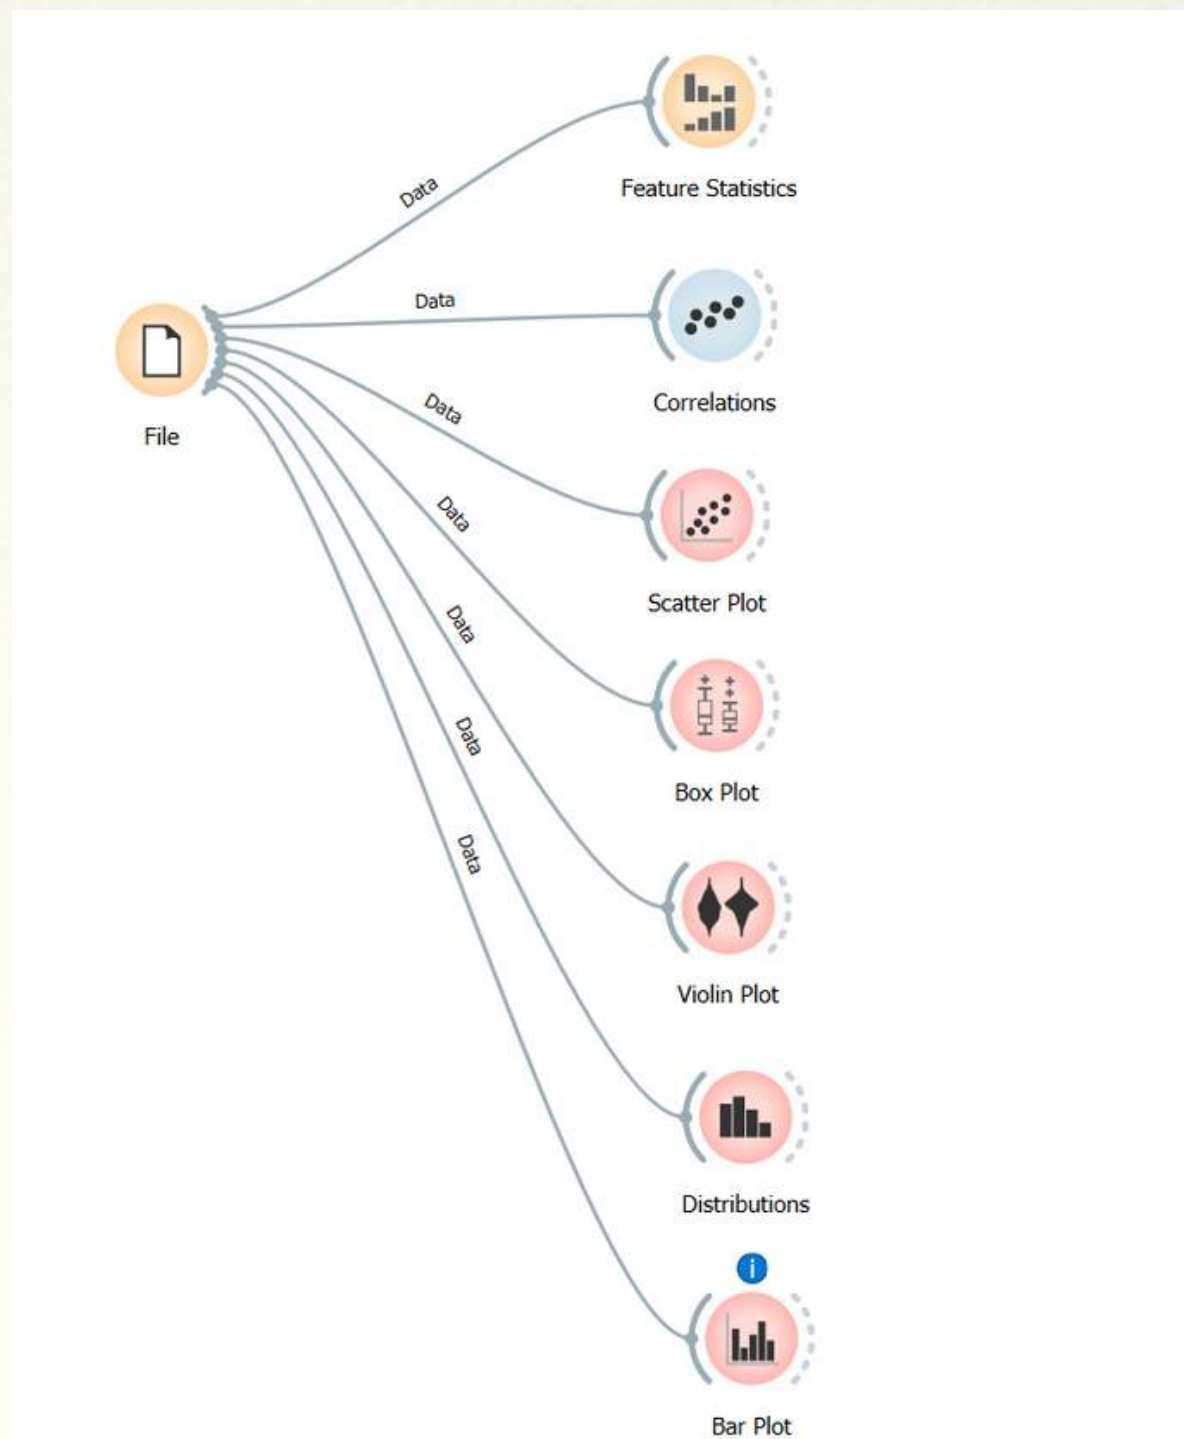 Feature Statistics
Data
Data
Correlations
File
Data
Data
Scatter Plot
Data
Box Plot
Data
Data
Violin Plot
Distributions
i
Bar Plot